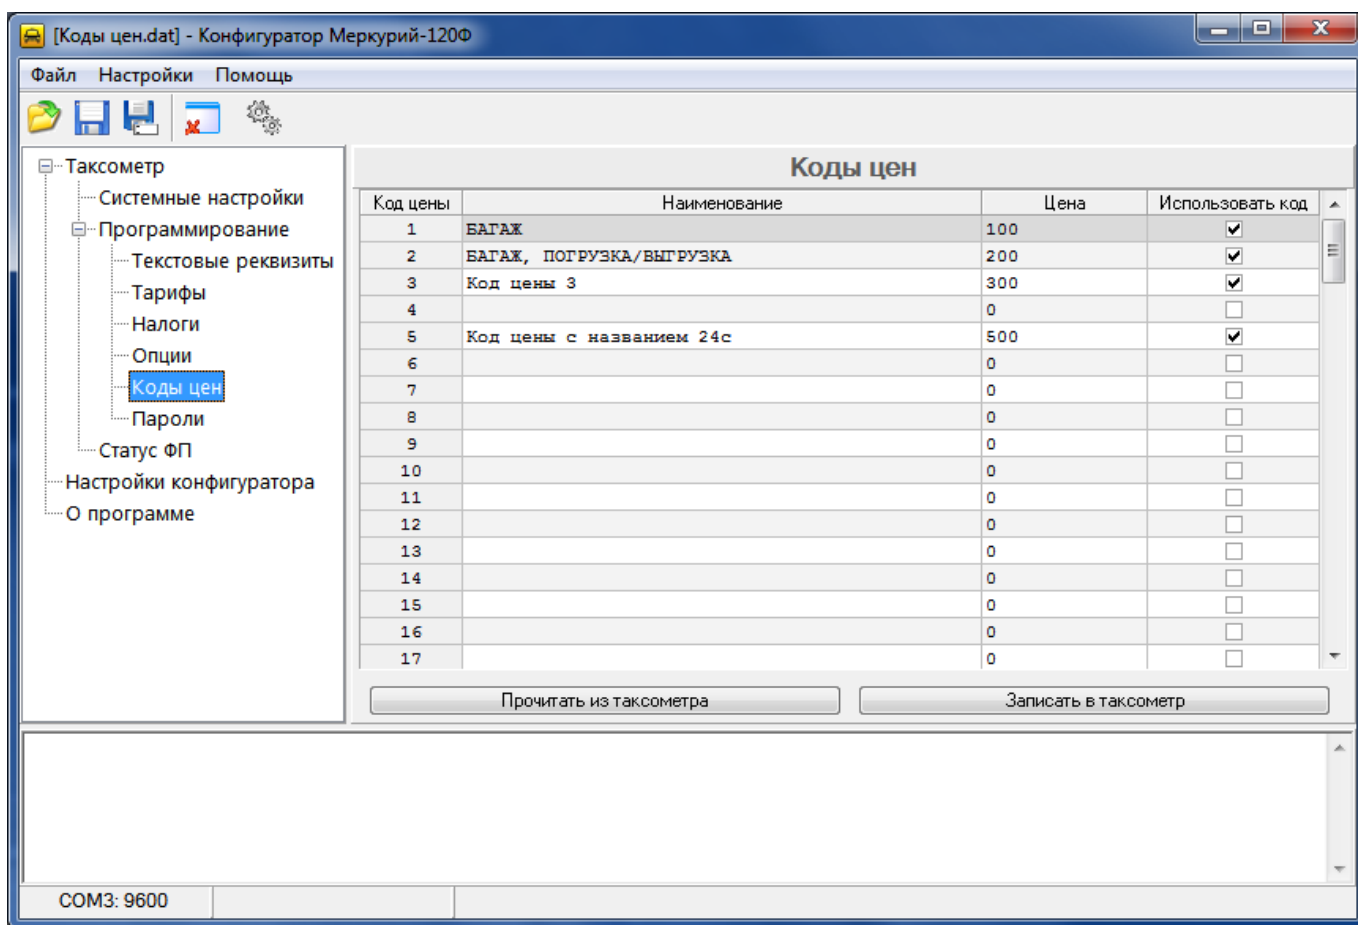 [Коды цен.dat] - Конфигуратор Меркурий-120Ф
Файл Настройки Помощь
Таксометр
Системные настройки
Программирование
Текстовые реквизиты
Тарифы
Налоги
Опции
Коды цен
Пароли
Статус ФП
Настройки конфигуратора
О программе
Коды цен
Код цены Наименование Цена Использовать код
1 БАГАЖ 100
2 БАГАЖ, ПОГРУЗКА/ВЫГРУЗКА 200
3 Код цены 3 300
4 0
5 Код цены с названием 24с 500
6 0
7 0
8 0
9 0
10 0
11 0
12 0
13 0
14 0
15 0
16 0
17 0
Прочитать из таксометра Записать в таксометр
COM3: 9600